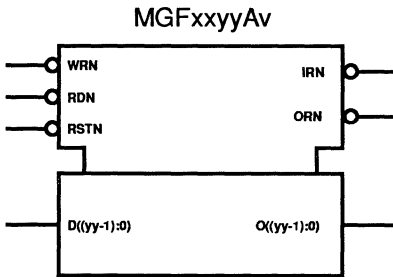 MGFxxyyAv
WRN
IRN
RDN
ORN
RSTN
D((yy-1):0) O((yy-1):0)